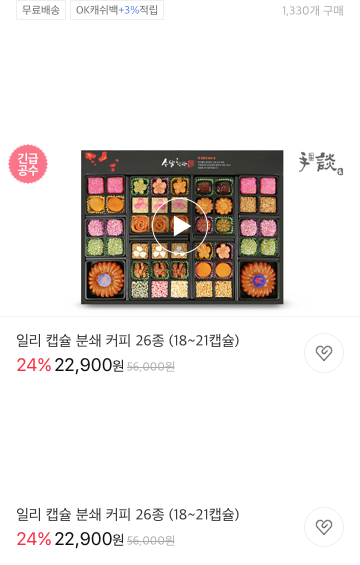 무료배송 OK캐쉬백+3%적립 1,330개 구매
긴급
공수
일리 캡슐 분쇄 커피 26종 (18~21캡슐)
24% 22,900원 56,000원
일리 캡슐 분쇄 커피 26종 (18~21캡슐)
24% 22,900원 56,000원